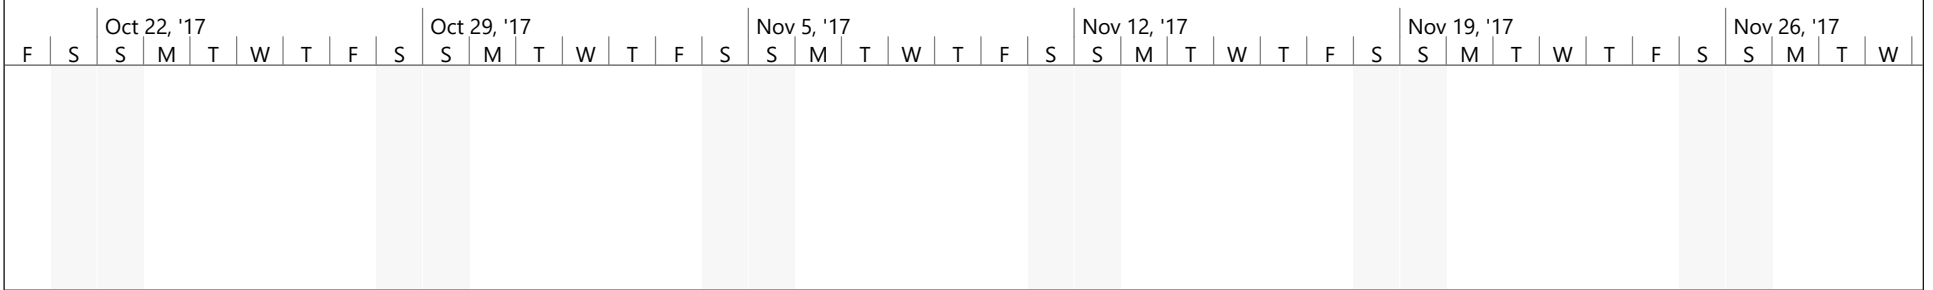 Oct 22, '17 Oct 29, '17 Nov 5, '17 Nov 12, '17 Nov 19, '17 Nov 26, '17
F S S M T W T F S S M T W T F S S M T W T F S S M T W T F S S M T W T F S S M T W